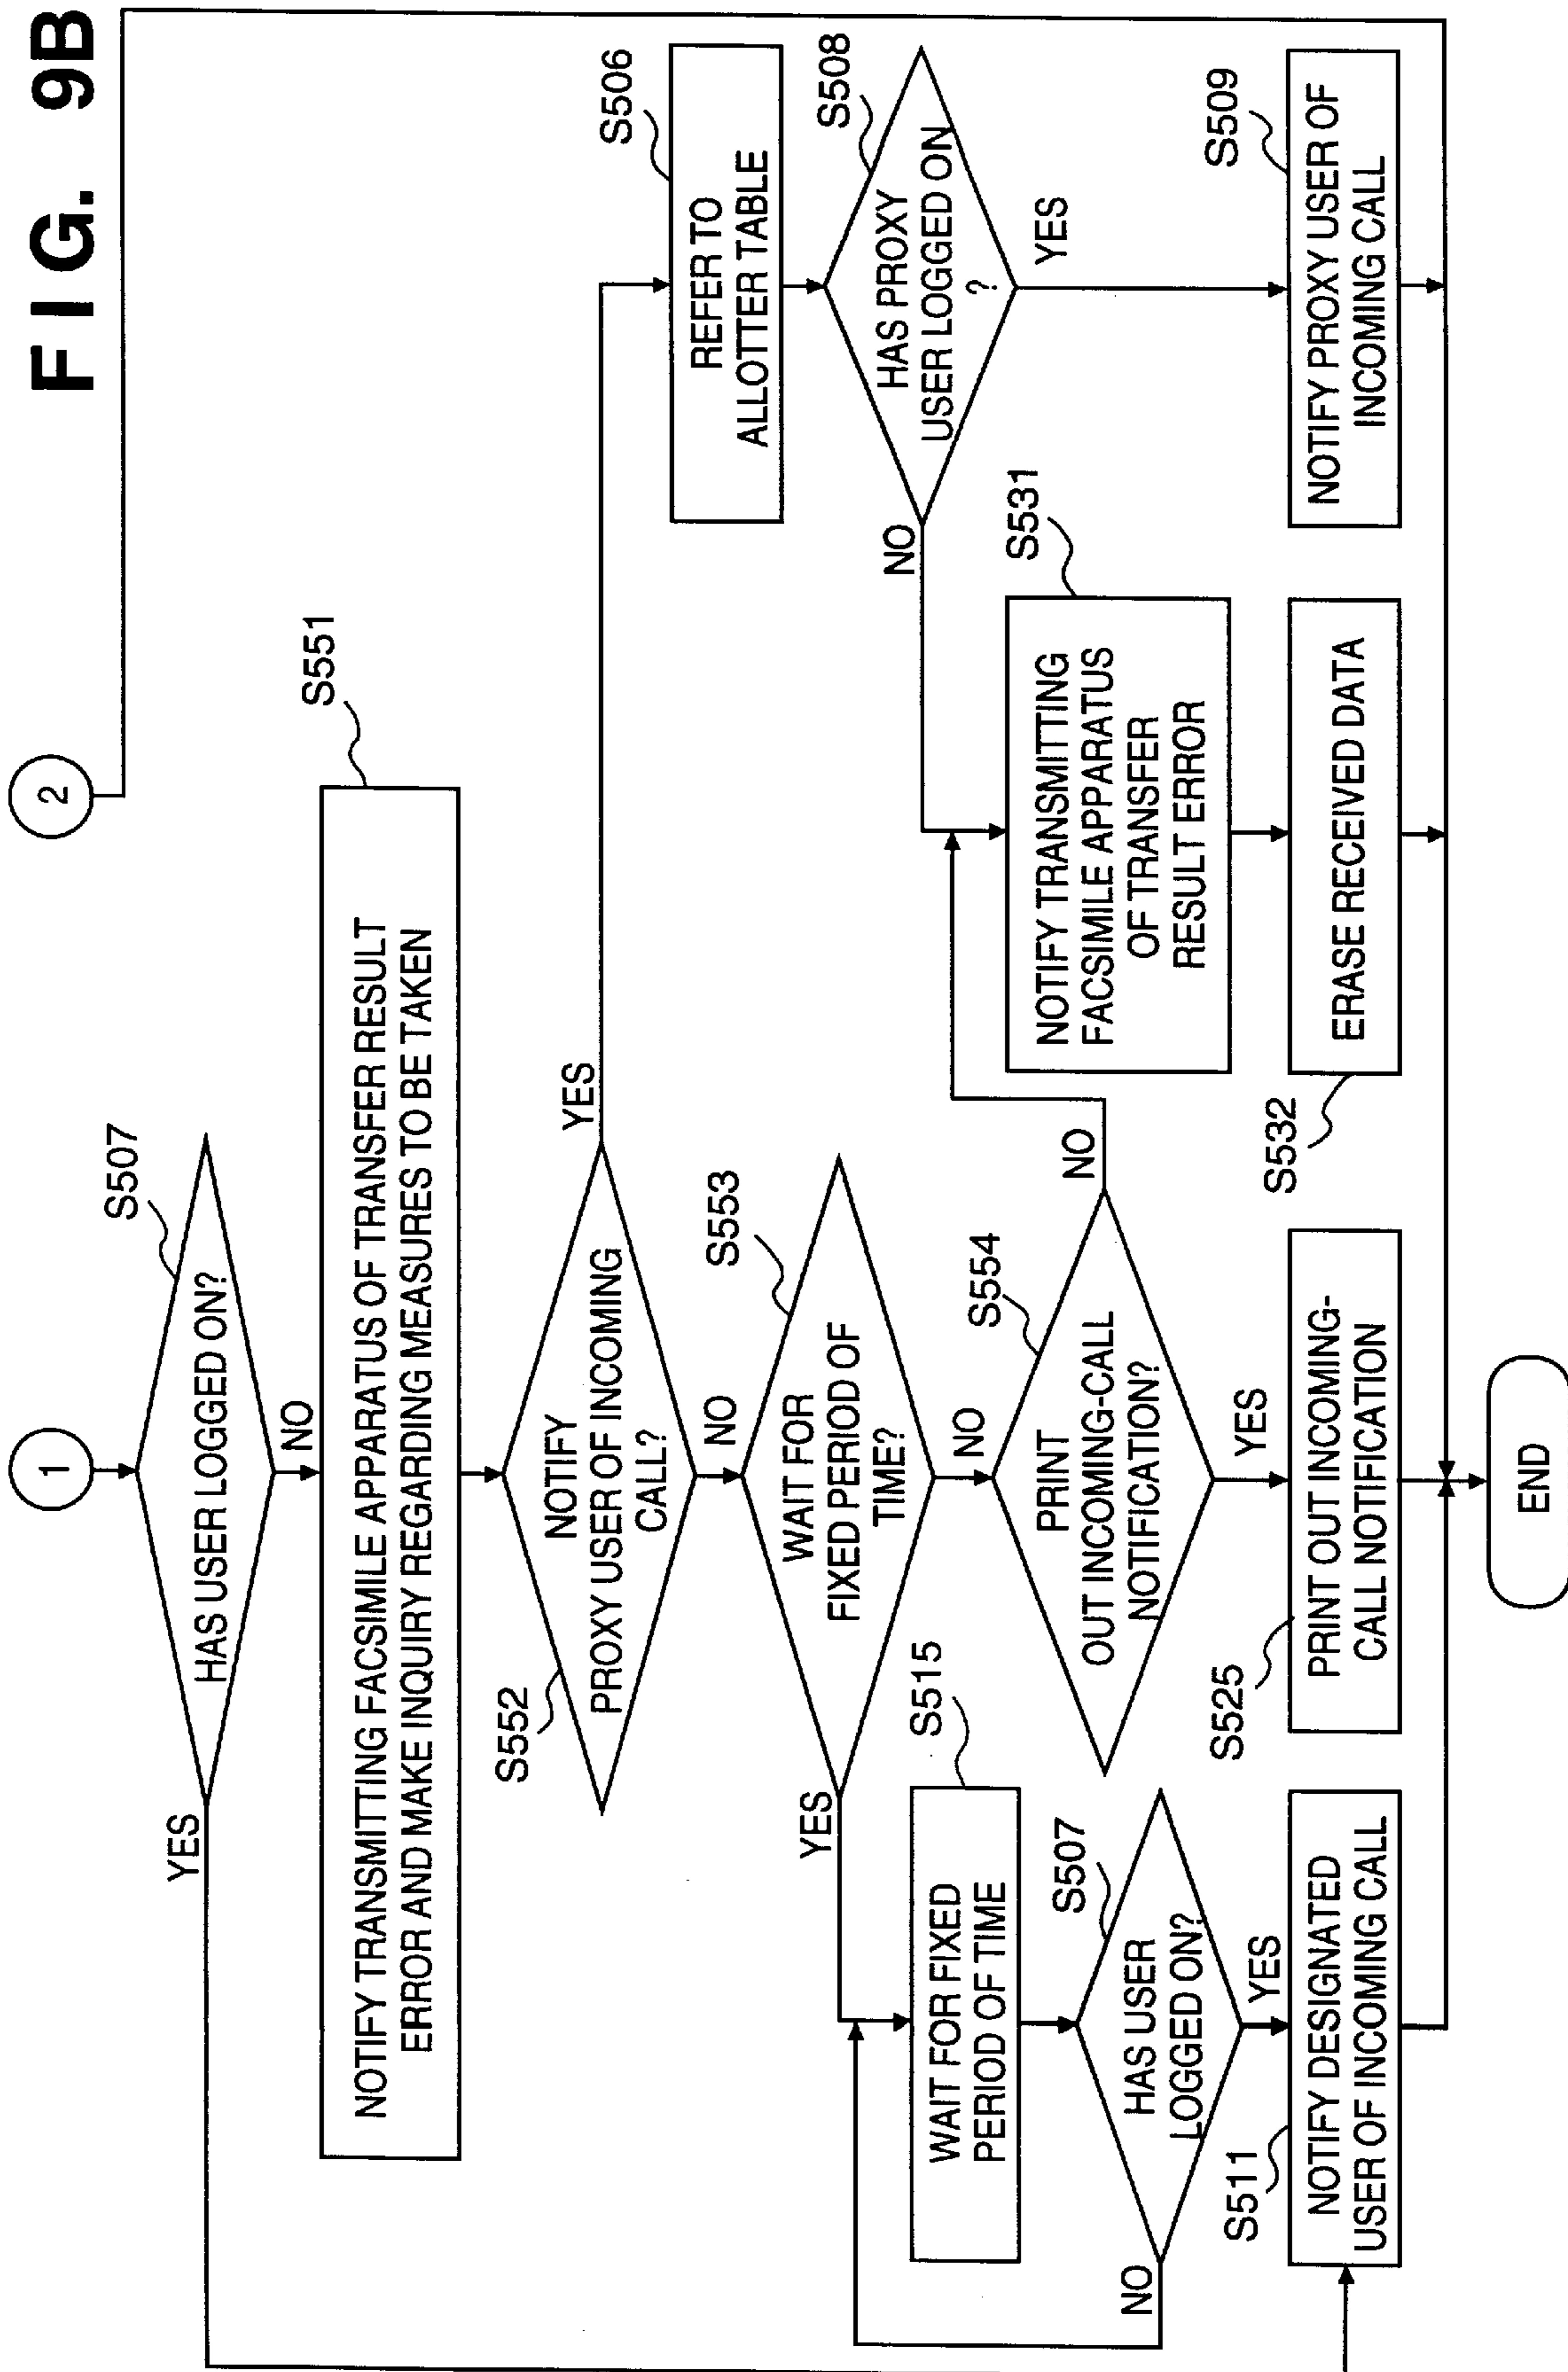 FIG. 9B
1
2
HAS USER LOGGED ON?
S507
YES
NO
S551
NOTIFY TRANSMITTING FACSIMILE APPARATUS OF TRANSFER RESULT
ERROR AND MAKE INQUIRY REGARDING MEASURES TO BE TAKEN
S552
NOTIFY
PROXY USER OF INCOMING
CALL?
YES
NO
S506
REFER TO
ALLOTTER TABLE
S553
WAIT FOR
FIXED PERIOD OF
TIME?
YES
NO
S508
HAS PROXY
USER LOGGED ON
?
NO
YES
S515
WAIT FOR FIXED
PERIOD OF TIME
S554
PRINT
OUT INCOMING-CALL
NOTIFICATION?
NO
YES
S531
NOTIFY TRANSMITTING
FACSIMILE APPARATUS
OF TRANSFER
RESULT ERROR
S507
HAS USER
LOGGED ON?
NO
YES
S511
NOTIFY DESIGNATED
USER OF INCOMING CALL
S525
PRINT OUT INCOMING-
CALL NOTIFICATION
S532
ERASE RECEIVED DATA
S509
NOTIFY PROXY USER OF
INCOMING CALL
END